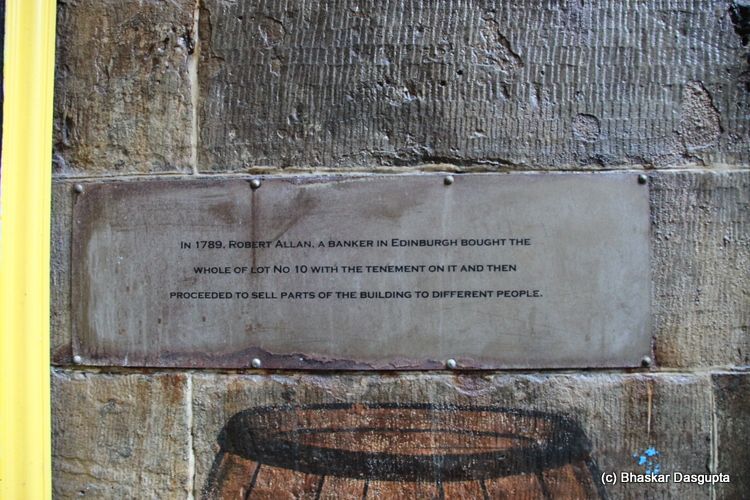 In 1789, Robert Allan, a banker in Edinburgh bought the
whole of lot No 10 with the tenement on it and then
proceeded to sell parts of the building to different people.
(c) Bhaskar Dasgupta